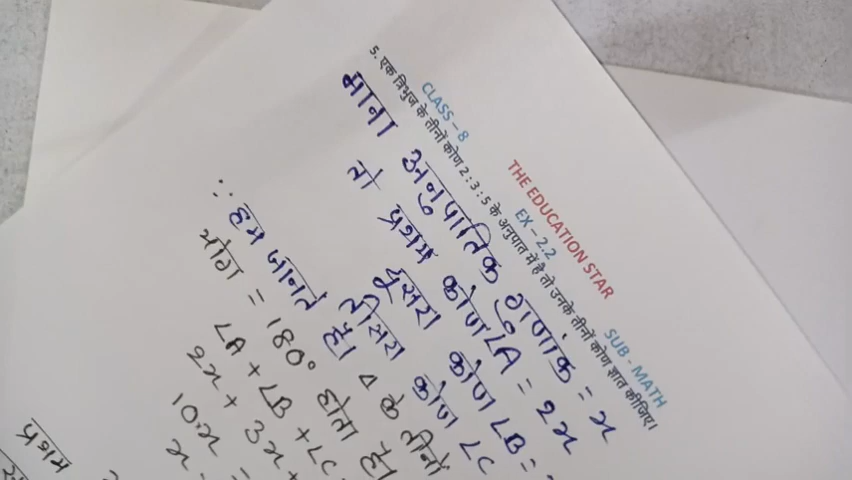 THE EDUCATION STAR
CLASS – 8 EX – 2.2 SUB - MATH
5. एक त्रिभुज के तीनों कोण 2 : 3 : 5 के अनुपात में है तो उनके तीनों कोण ज्ञात कीजिए।
माना अनुपातिक गुणांक = x
तो प्रथम कोण ∠A = 2x
दूसरा कोण ∠B =
तीसरा कोण ∠C
∵ हम जानते हैं। Δ के तीनों
योग = 180° होता है।
∠A + ∠B + ∠C
2x + 3x +
10x =
x
प्रथम